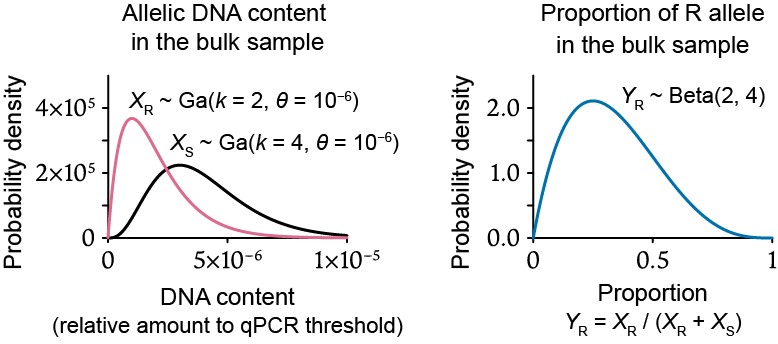 Allelic DNA content
in the bulk sample
Probability density
4×10⁵
2×10⁵
0
X_R ~ Ga(k = 2, θ = 10⁻⁶)
X_S ~ Ga(k = 4, θ = 10⁻⁶)
0
5×10⁻⁶
1×10⁻⁵
DNA content
(relative amount to qPCR threshold)
Proportion of R allele
in the bulk sample
Probability density
2.0
1.0
0.0
Y_R ~ Beta(2, 4)
0
0.5
1
Proportion
Y_R = X_R / (X_R + X_S)